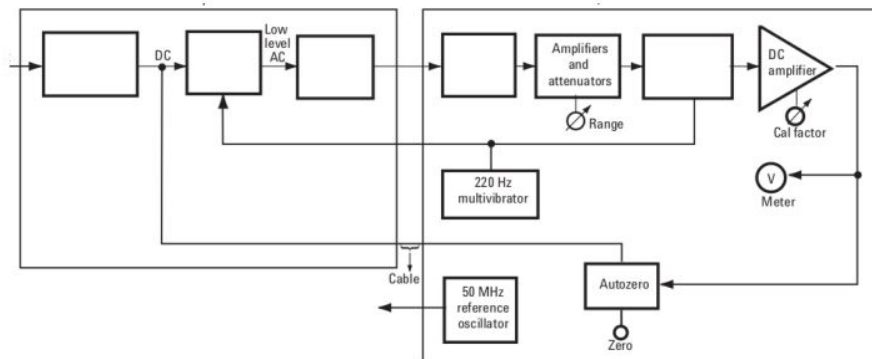 DC
Low
level
AC
Amplifiers
and
attenuators
DC
amplifier
Range
Cal factor
220 Hz
multivibrator
V
Meter
Cable
50 MHz
reference
oscillator
Autozero
Zero